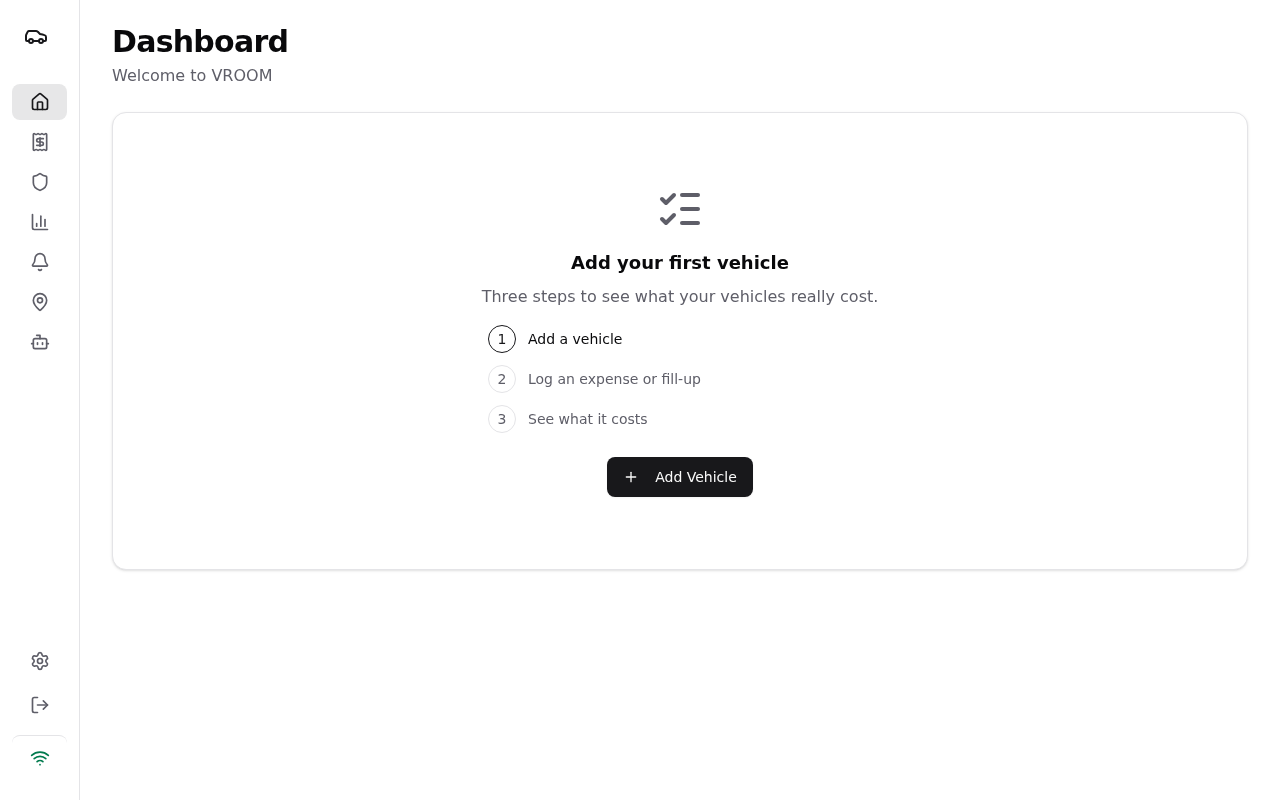 Dashboard
Welcome to VROOM
Add your first vehicle
Three steps to see what your vehicles really cost.
1 Add a vehicle
2 Log an expense or fill-up
3 See what it costs
Add Vehicle